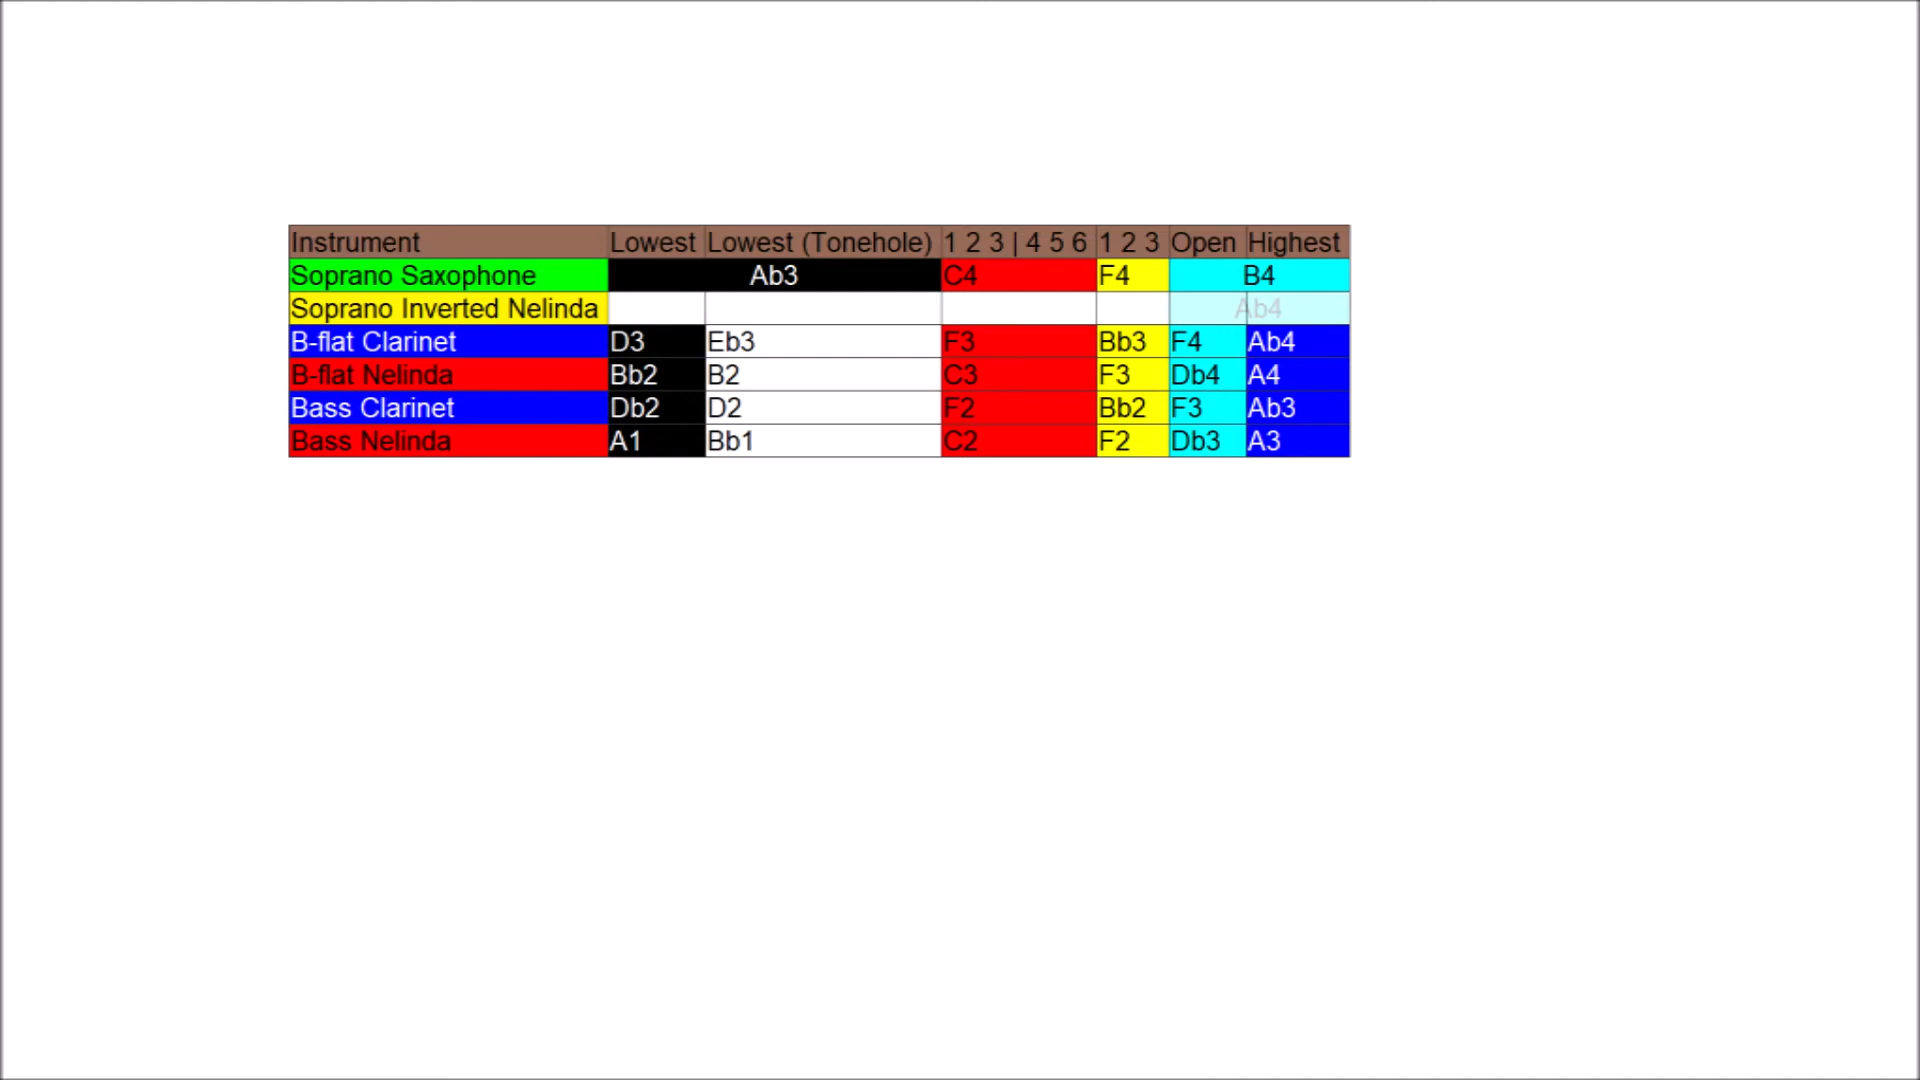 Instrument Lowest Lowest (Tonehole) 1 2 3 | 4 5 6 1 2 3 Open Highest
Soprano Saxophone Ab3 C4 F4 B4
Soprano Inverted Nelinda Ab4
B-flat Clarinet D3 Eb3 F3 Bb3 F4 Ab4
B-flat Nelinda Bb2 B2 C3 F3 Db4 A4
Bass Clarinet Db2 D2 F2 Bb2 F3 Ab3
Bass Nelinda A1 Bb1 C2 F2 Db3 A3